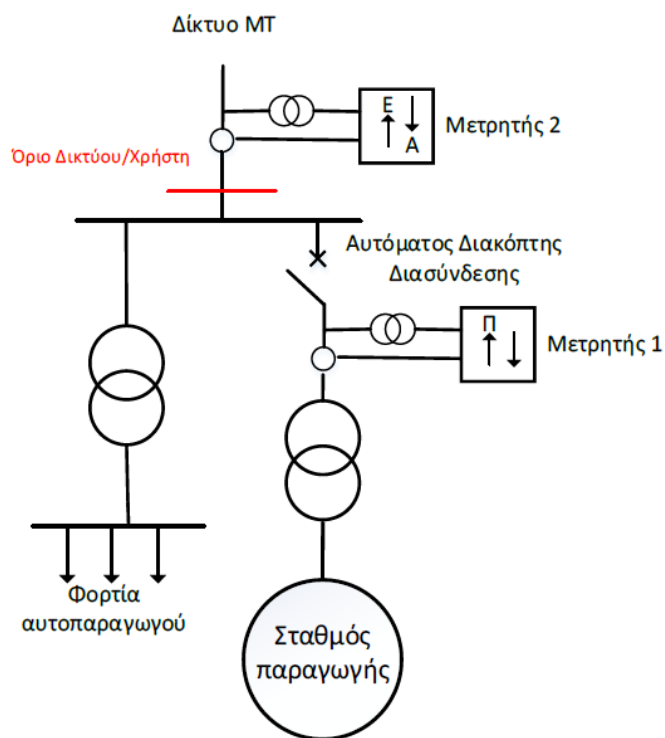 Δίκτυο ΜΤ
Ε
Α
Μετρητής 2
Όριο Δικτύου/Χρήστη
Αυτόματος Διακόπτης
Διασύνδεσης
Π
Μετρητής 1
Φορτία
αυτοπαραγωγού
Σταθμός
παραγωγής